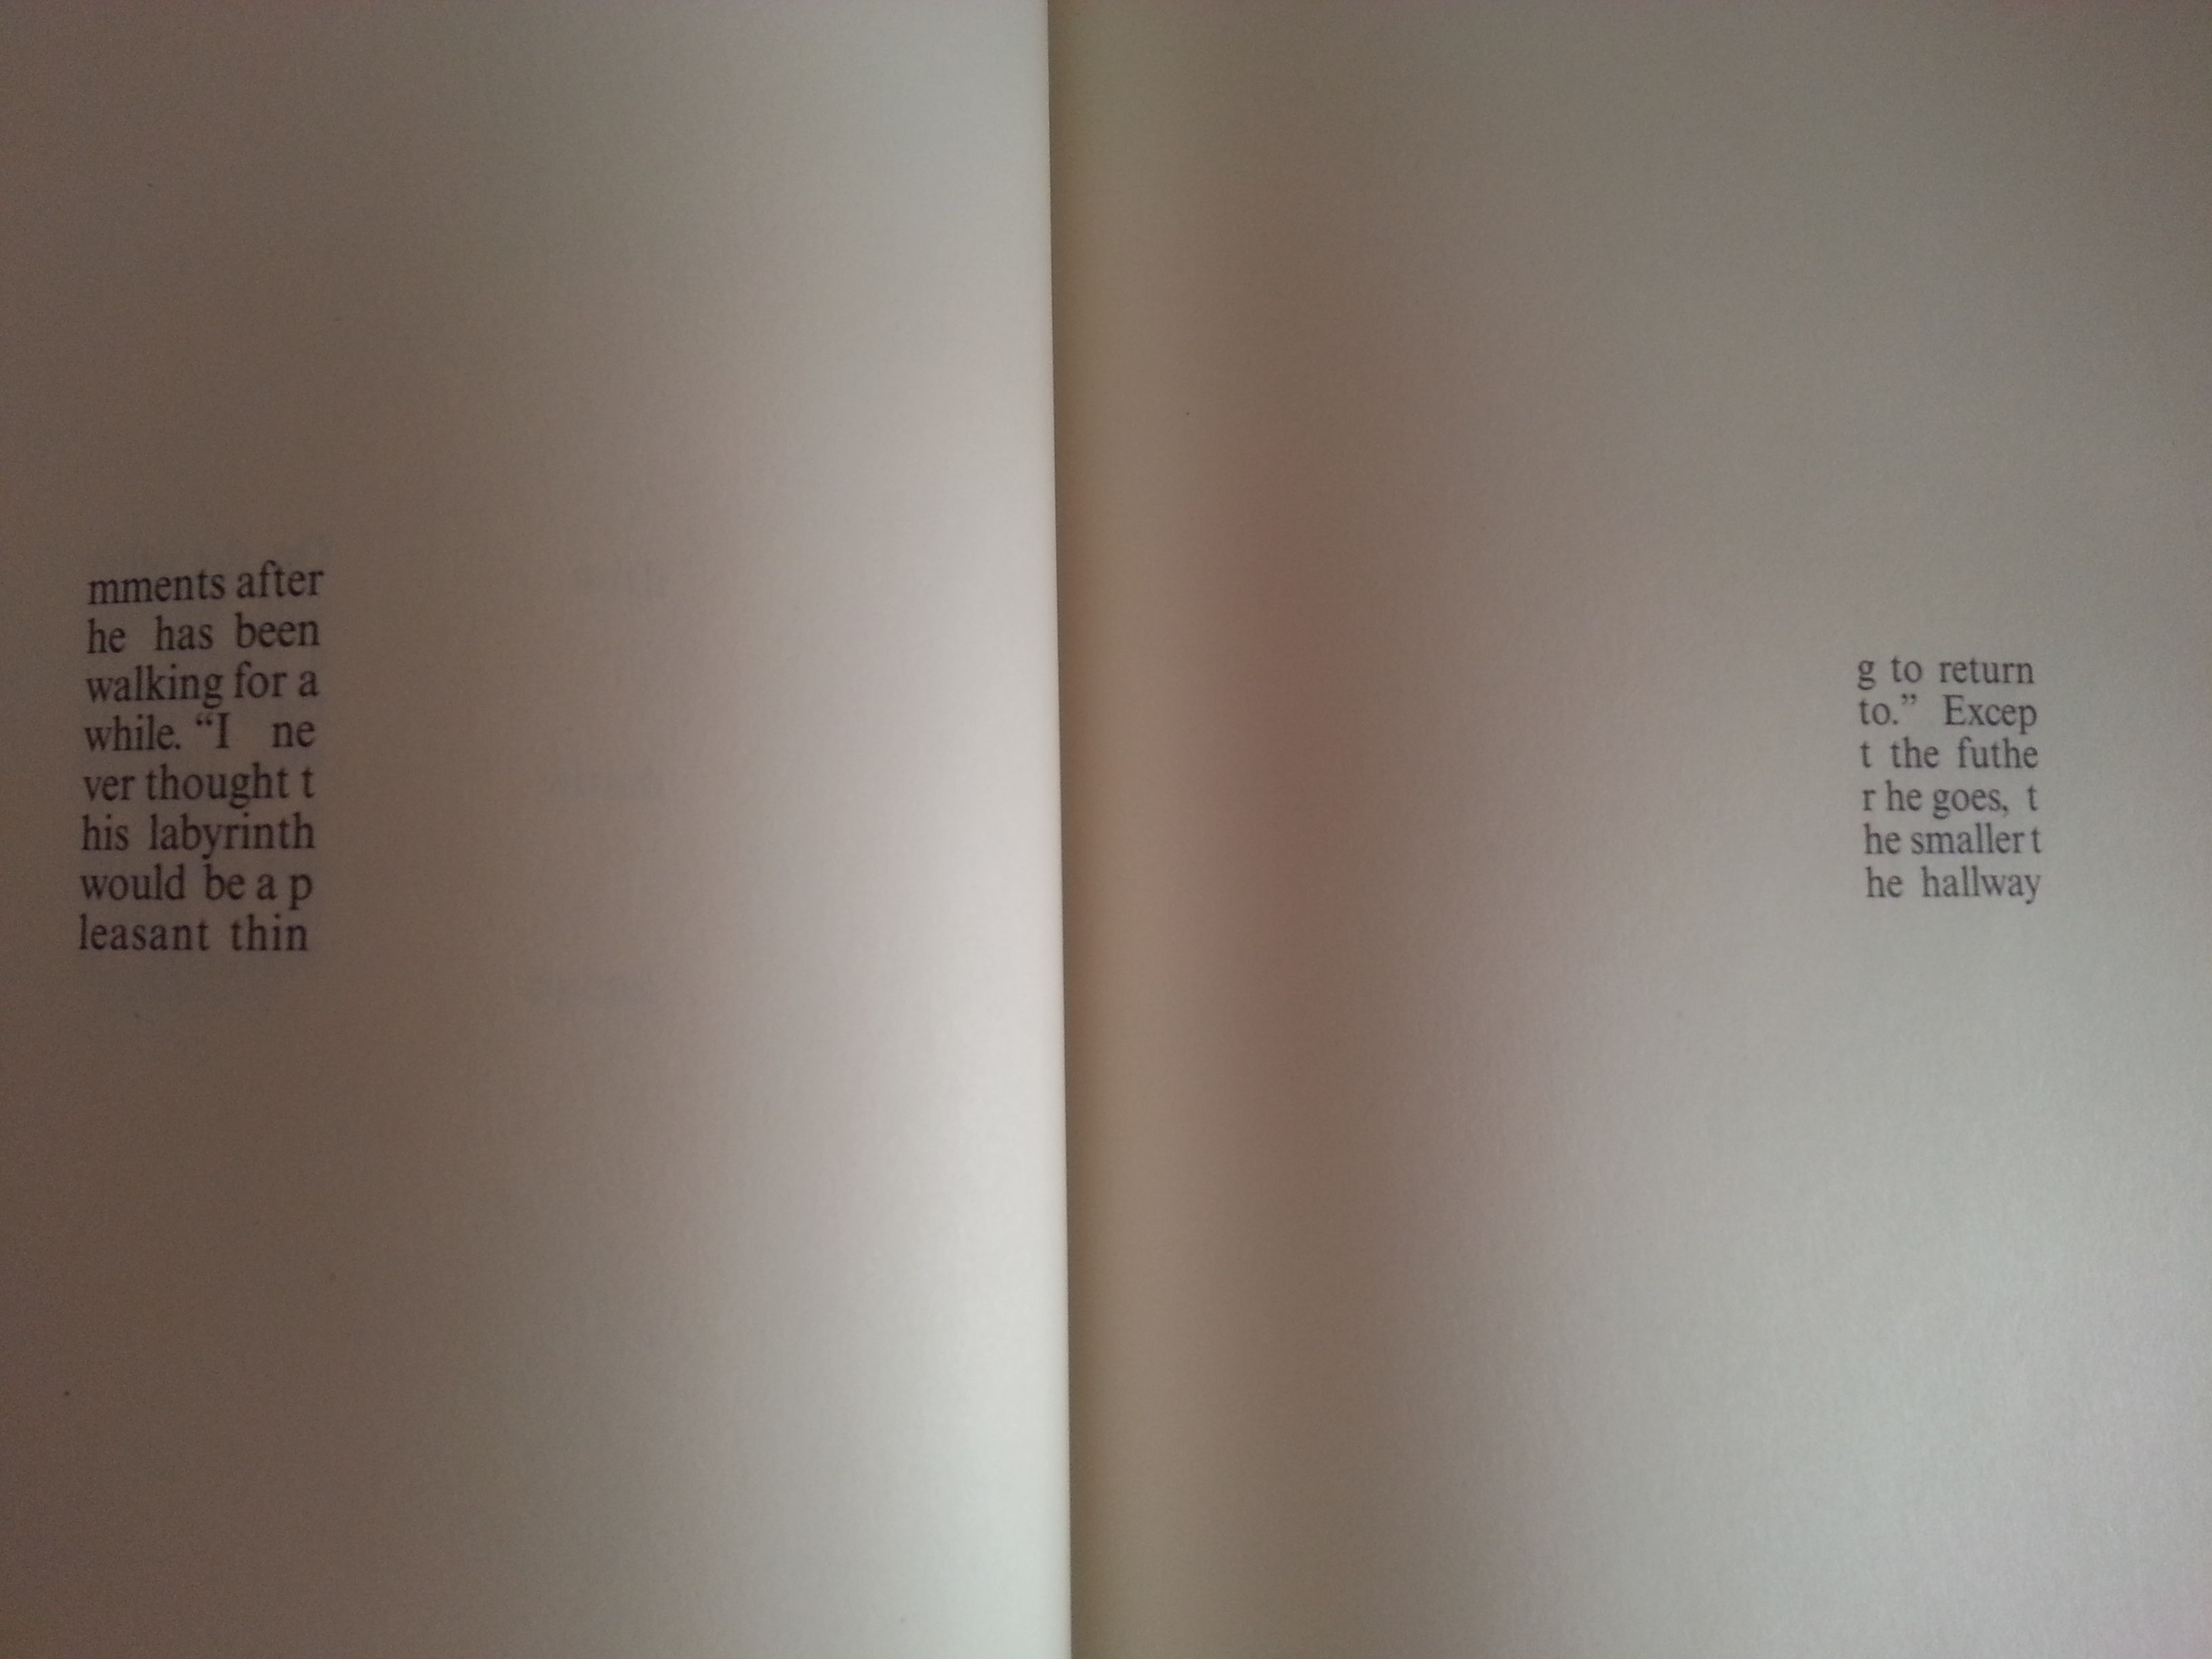 mments after
he has been
walking for a
while. “I ne
ver thought t
his labyrinth
would be a p
leasant thin
g to return
to.” Excep
t the futhe
r he goes, t
he smaller t
he hallway